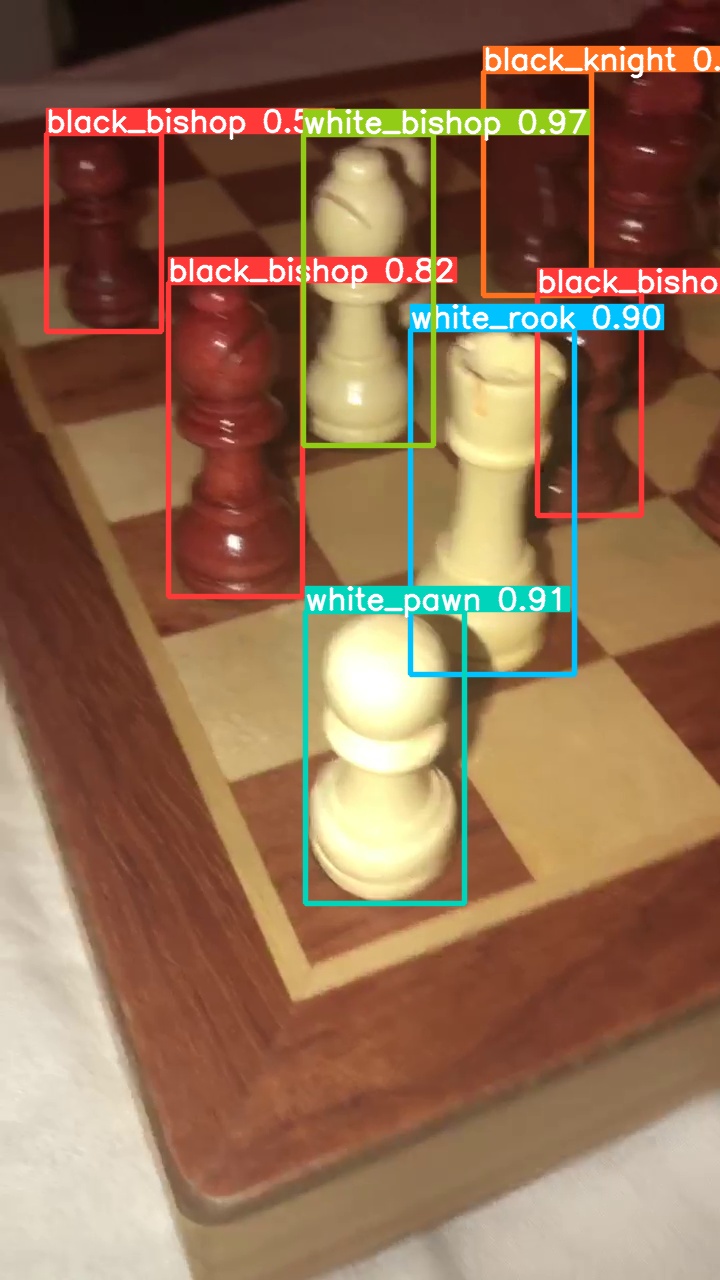 black_knight 0.
black_bishop 0.5
white_bishop 0.97
black_bishop 0.82
black_bisho
white_rook 0.90
white_pawn 0.91